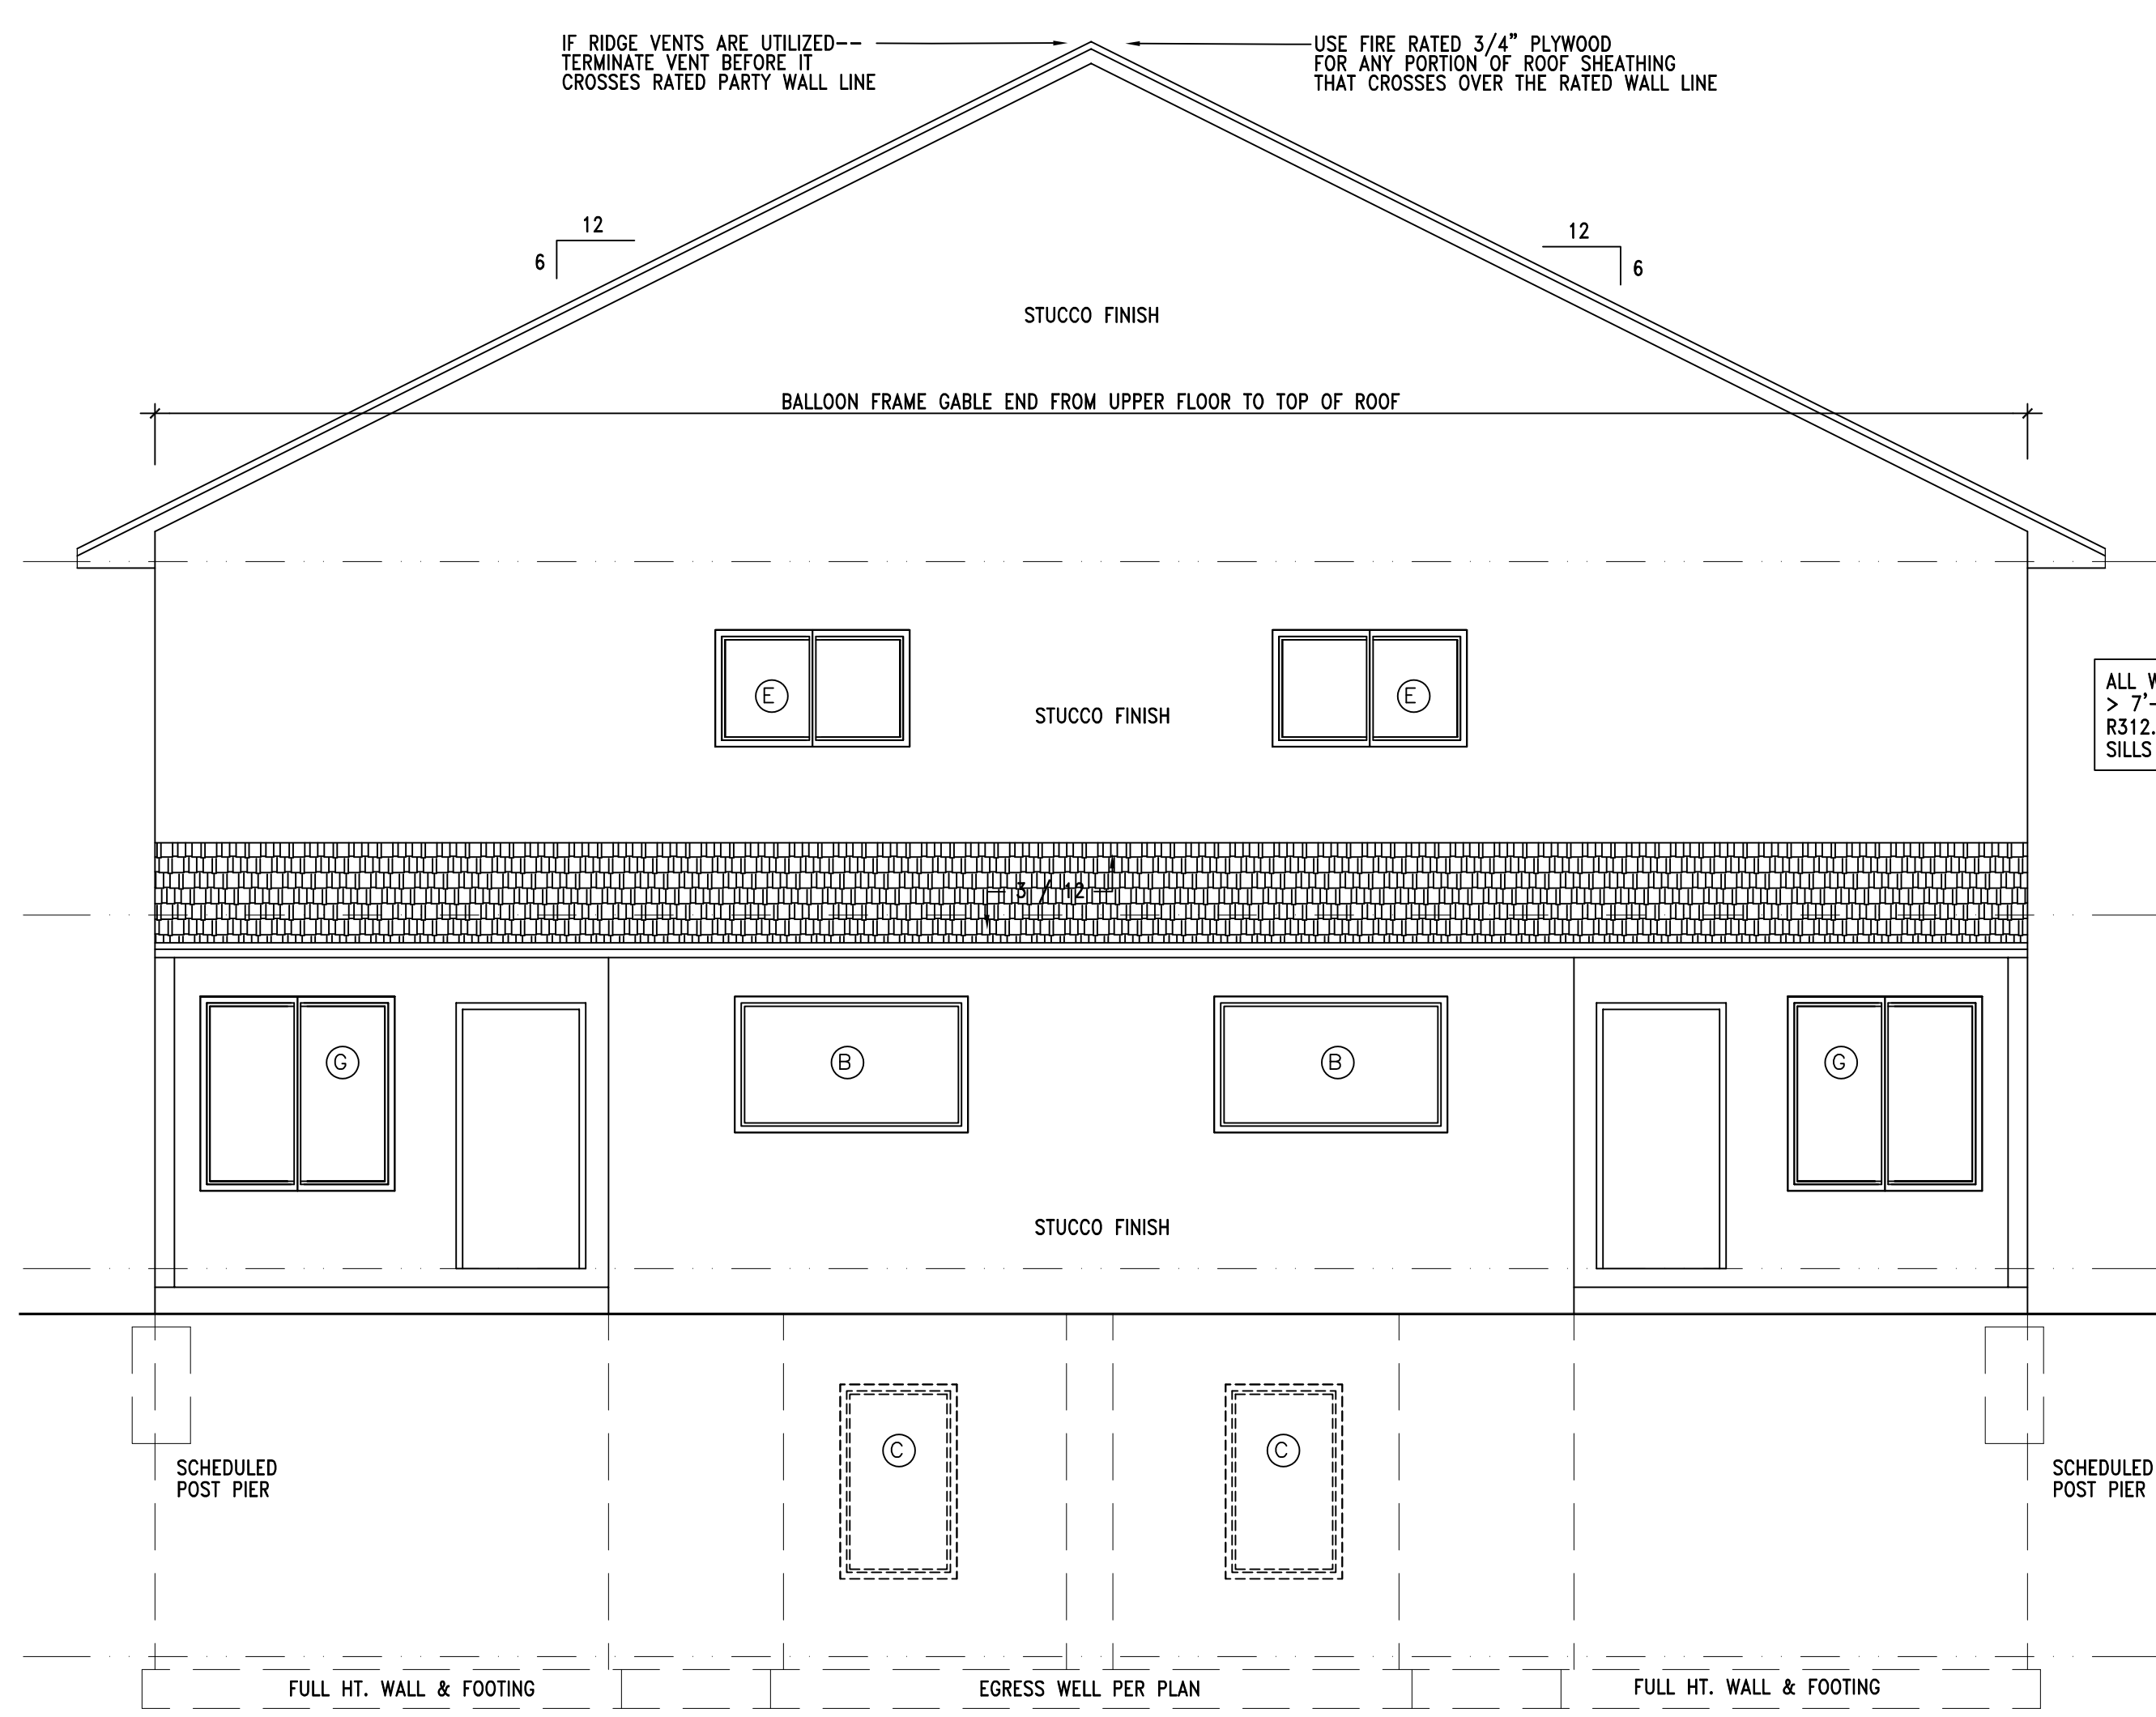 IF RIDGE VENTS ARE UTILIZED--
TERMINATE VENT BEFORE IT
CROSSES RATED PARTY WALL LINE
USE FIRE RATED 3/4" PLYWOOD
FOR ANY PORTION OF ROOF SHEATHING
THAT CROSSES OVER THE RATED WALL LINE
12
6
12
6
STUCCO FINISH
BALLOON FRAME GABLE END FROM UPPER FLOOR TO TOP OF ROOF
E
E
STUCCO FINISH
ALL W
> 7'-
R312.
SILLS
3 / 12
G
B
B
G
STUCCO FINISH
C
C
SCHEDULED
POST PIER
SCHEDULED
POST PIER
FULL HT. WALL & FOOTING
EGRESS WELL PER PLAN
FULL HT. WALL & FOOTING